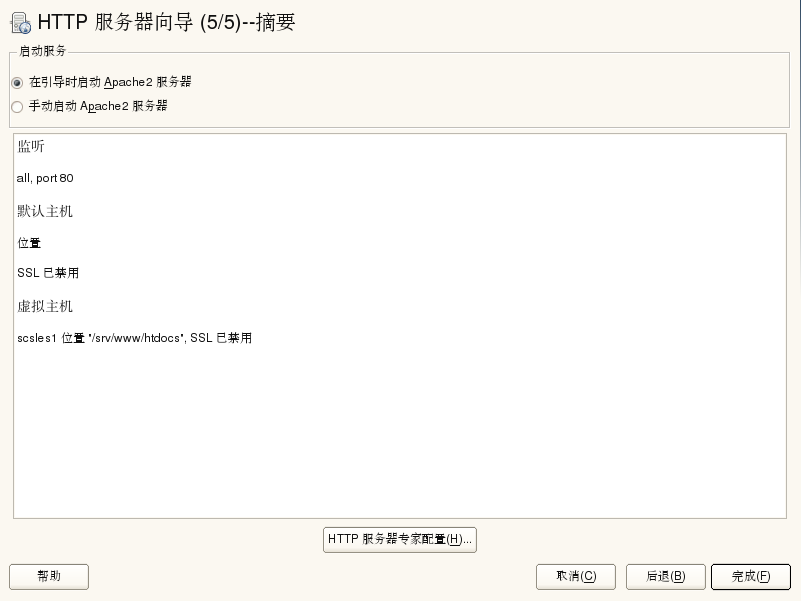 HTTP 服务器向导 (5/5)--摘要
启动服务
在引导时启动 Apache2 服务器
手动启动 Apache2 服务器
监听
all, port 80
默认主机
位置
SSL 已禁用
虚拟主机
scsles1 位置 "/srv/www/htdocs", SSL 已禁用
HTTP 服务器专家配置(H)...
帮助
取消(C)
后退(B)
完成(F)